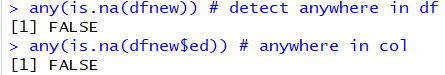 > any(is.na(dfnew)) # detect anywhere in df
[1] FALSE
> any(is.na(dfnew$ed)) # anywhere in col
[1] FALSE